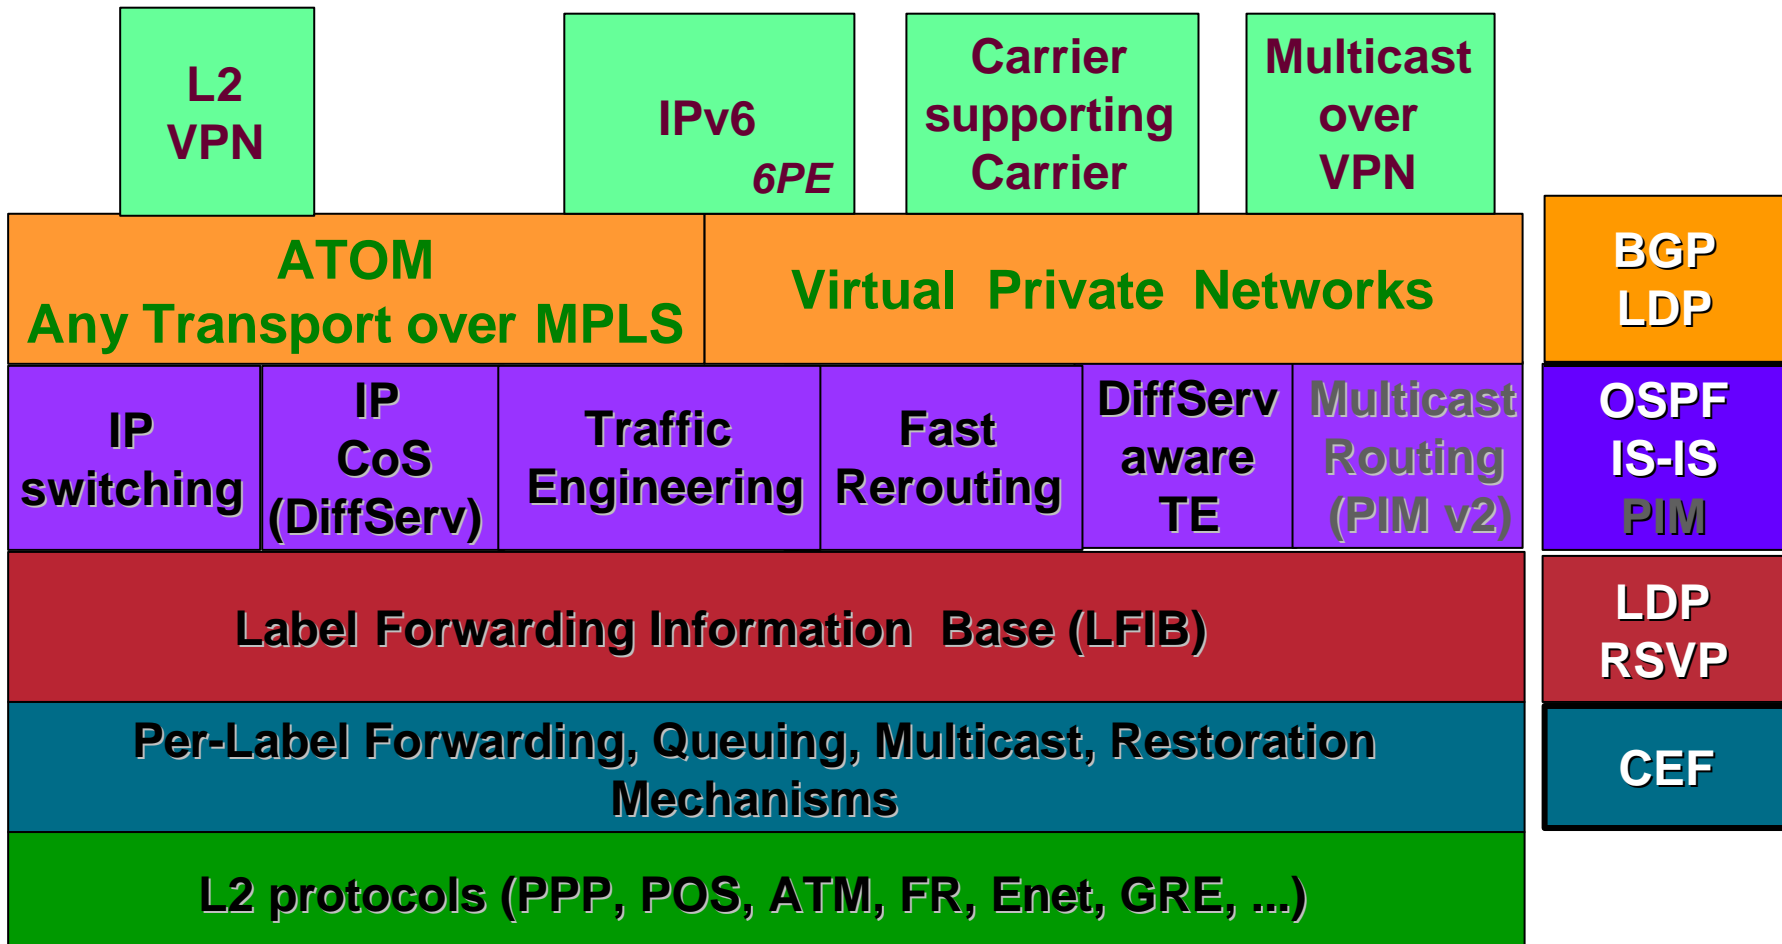 L2
VPN
IPv6
6PE
Carrier
supporting
Carrier
Multicast
over
VPN
ATOM
Any Transport over MPLS
Virtual Private Networks
BGP
LDP
IP
switching
IP
CoS
(DiffServ)
Traffic
Engineering
Fast
Rerouting
DiffServ
aware
TE
Multicast
Routing
(PIM v2)
OSPF
IS-IS
PIM
Label Forwarding Information Base (LFIB)
LDP
RSVP
Per-Label Forwarding, Queuing, Multicast, Restoration
Mechanisms
CEF
L2 protocols (PPP, POS, ATM, FR, Enet, GRE, ...)